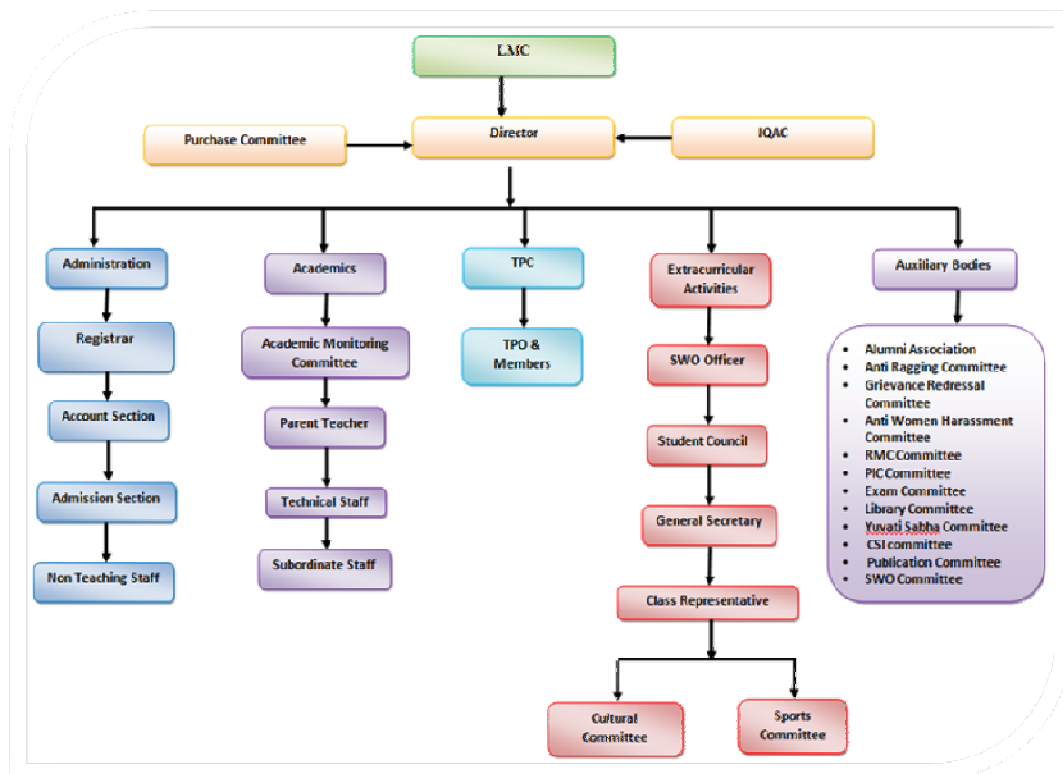 LMC
Purchase Committee
Director
IQAC
Administration
Academics
TPC
Extracurricular
Activities
Auxiliary Bodies
Registrar
Academic Monitoring
Committee
TPO &
Members
SWO Officer
Account Section
Parent Teacher
Student Council
Admission Section
Technical Staff
General Secretary
Non Teaching Staff
Subordinate Staff
Class Representative
Cultural
Committee
Sports
Committee
• Alumni Association
• Anti Ragging Committee
• Grievance Redressal
Committee
• Anti Women Harassment
Committee
• RMC Committee
• PIC Committee
• Exam Committee
• Library Committee
• Yuvati Sabha Committee
• CSI committee
• Publication Committee
• SWO Committee